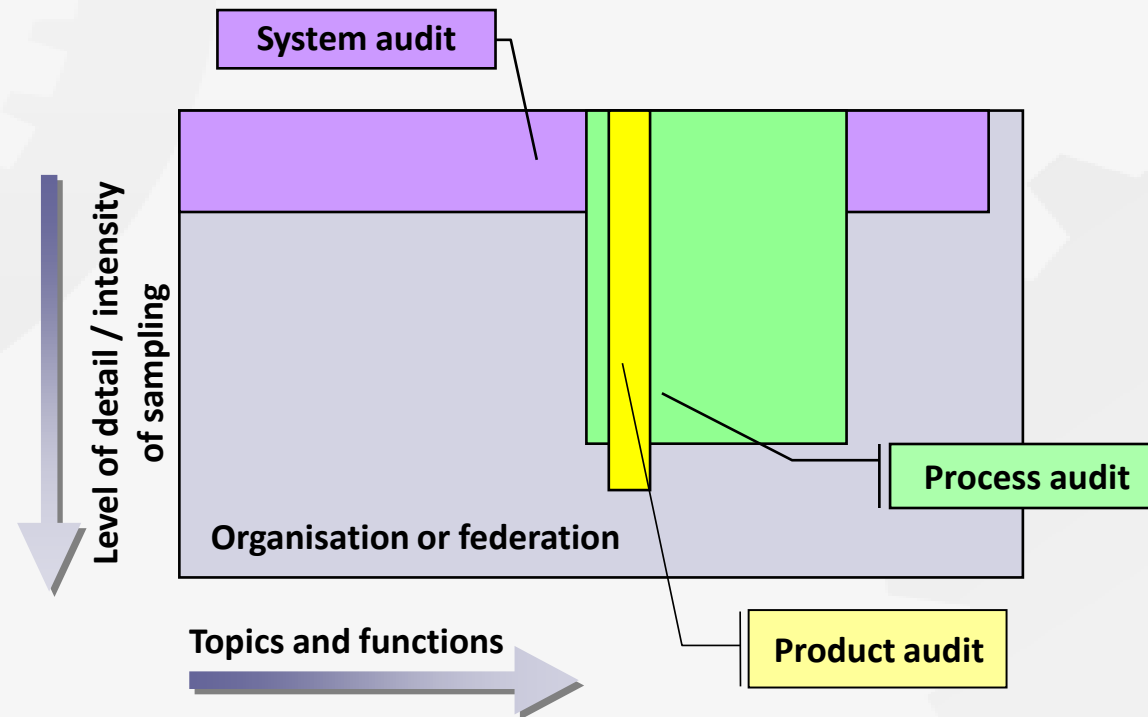 System audit
Level of detail / intensity
of sampling
Process audit
Organisation or federation
Topics and functions
Product audit